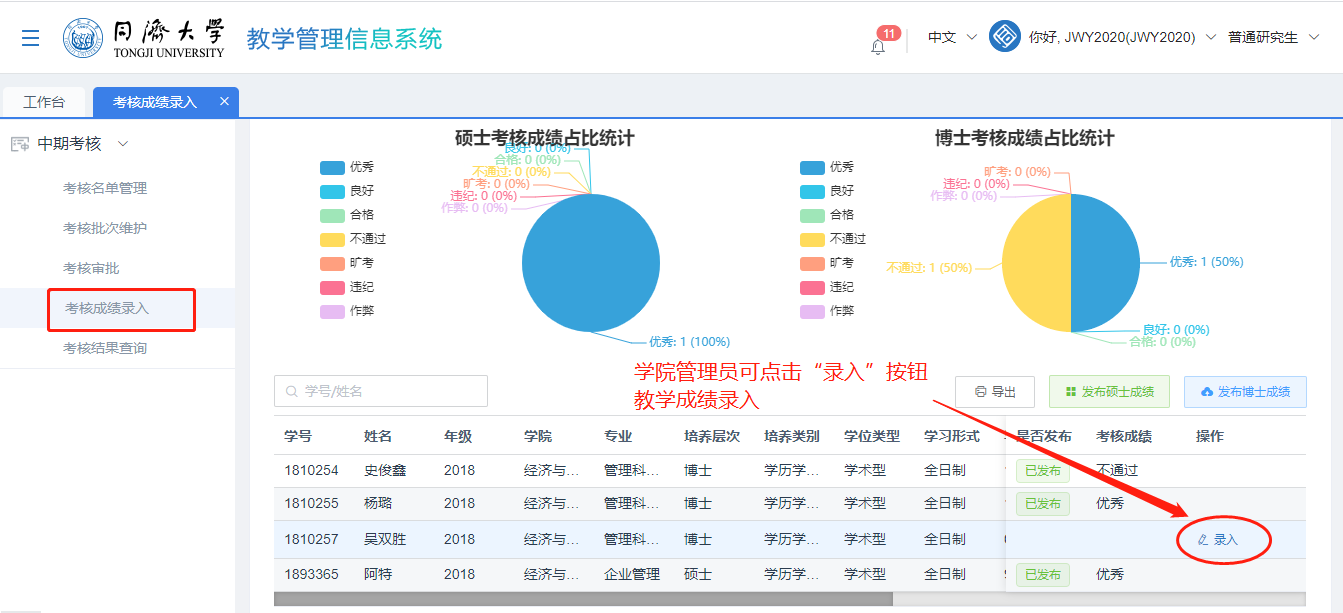 同济大学
TONGJI UNIVERSITY
教学管理信息系统
11
中文
你好, JWY2020(JWY2020)
普通研究生
工作台
考核成绩录入 ×
中期考核
考核名单管理
考核批次维护
考核审批
考核成绩录入
考核结果查询
硕士考核成绩占比统计
优秀
良好
合格
不通过
旷考
违纪
作弊
良好: 0 (0%)
合格: 0 (0%)
不通过: 0 (0%)
旷考: 0 (0%)
违纪: 0 (0%)
作弊: 0 (0%)
优秀: 1 (100%)
博士考核成绩占比统计
优秀
良好
合格
不通过
旷考
违纪
作弊
旷考: 0 (0%)
违纪: 0 (0%)
作弊: 0 (0%)
不通过: 1 (50%)
优秀: 1 (50%)
良好: 0 (0%)
合格: 0 (0%)
学院管理员可点击“录入”按钮
教学成绩录入
学号/姓名
导出
发布硕士成绩
发布博士成绩
学号 姓名 年级 学院 专业 培养层次 培养类别 学位类型 学习形式 是否发布 考核成绩 操作
1810254 史俊鑫 2018 经济与... 管理科... 博士 学历学... 学术型 全日制 已发布 不通过
1810255 杨璐 2018 经济与... 管理科... 博士 学历学... 学术型 全日制 已发布 优秀
1810257 吴双胜 2018 经济与... 管理科... 博士 学历学... 学术型 全日制 录入
1893365 阿特 2018 经济与... 企业管理 硕士 学历学... 学术型 全日制 已发布 优秀